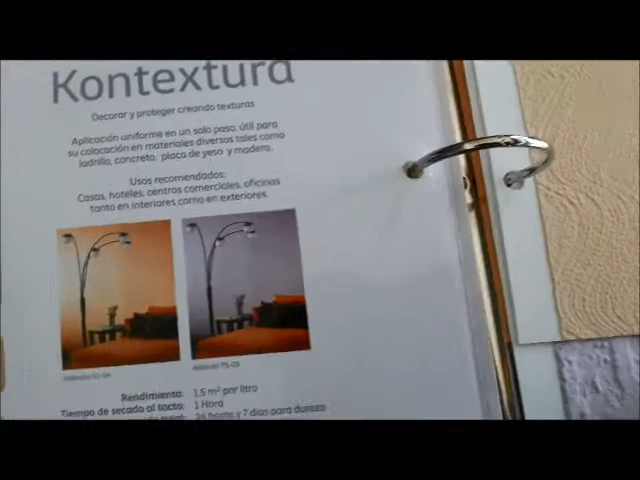 Kontextura
Decorar y proteger creando texturas
Aplicación uniforme en un solo paso, útil para
su colocación en materiales diversos tales como
ladrillo, concreto, placa de yeso y madera.
Usos recomendados:
Casas, hoteles, centros comerciales, oficinas
tanto en interiores como en exteriores.
Rendimiento: 1.5 m² por litro
Tiempo de secado al tacto: 1 Hora
24 horas y 7 días para dureza